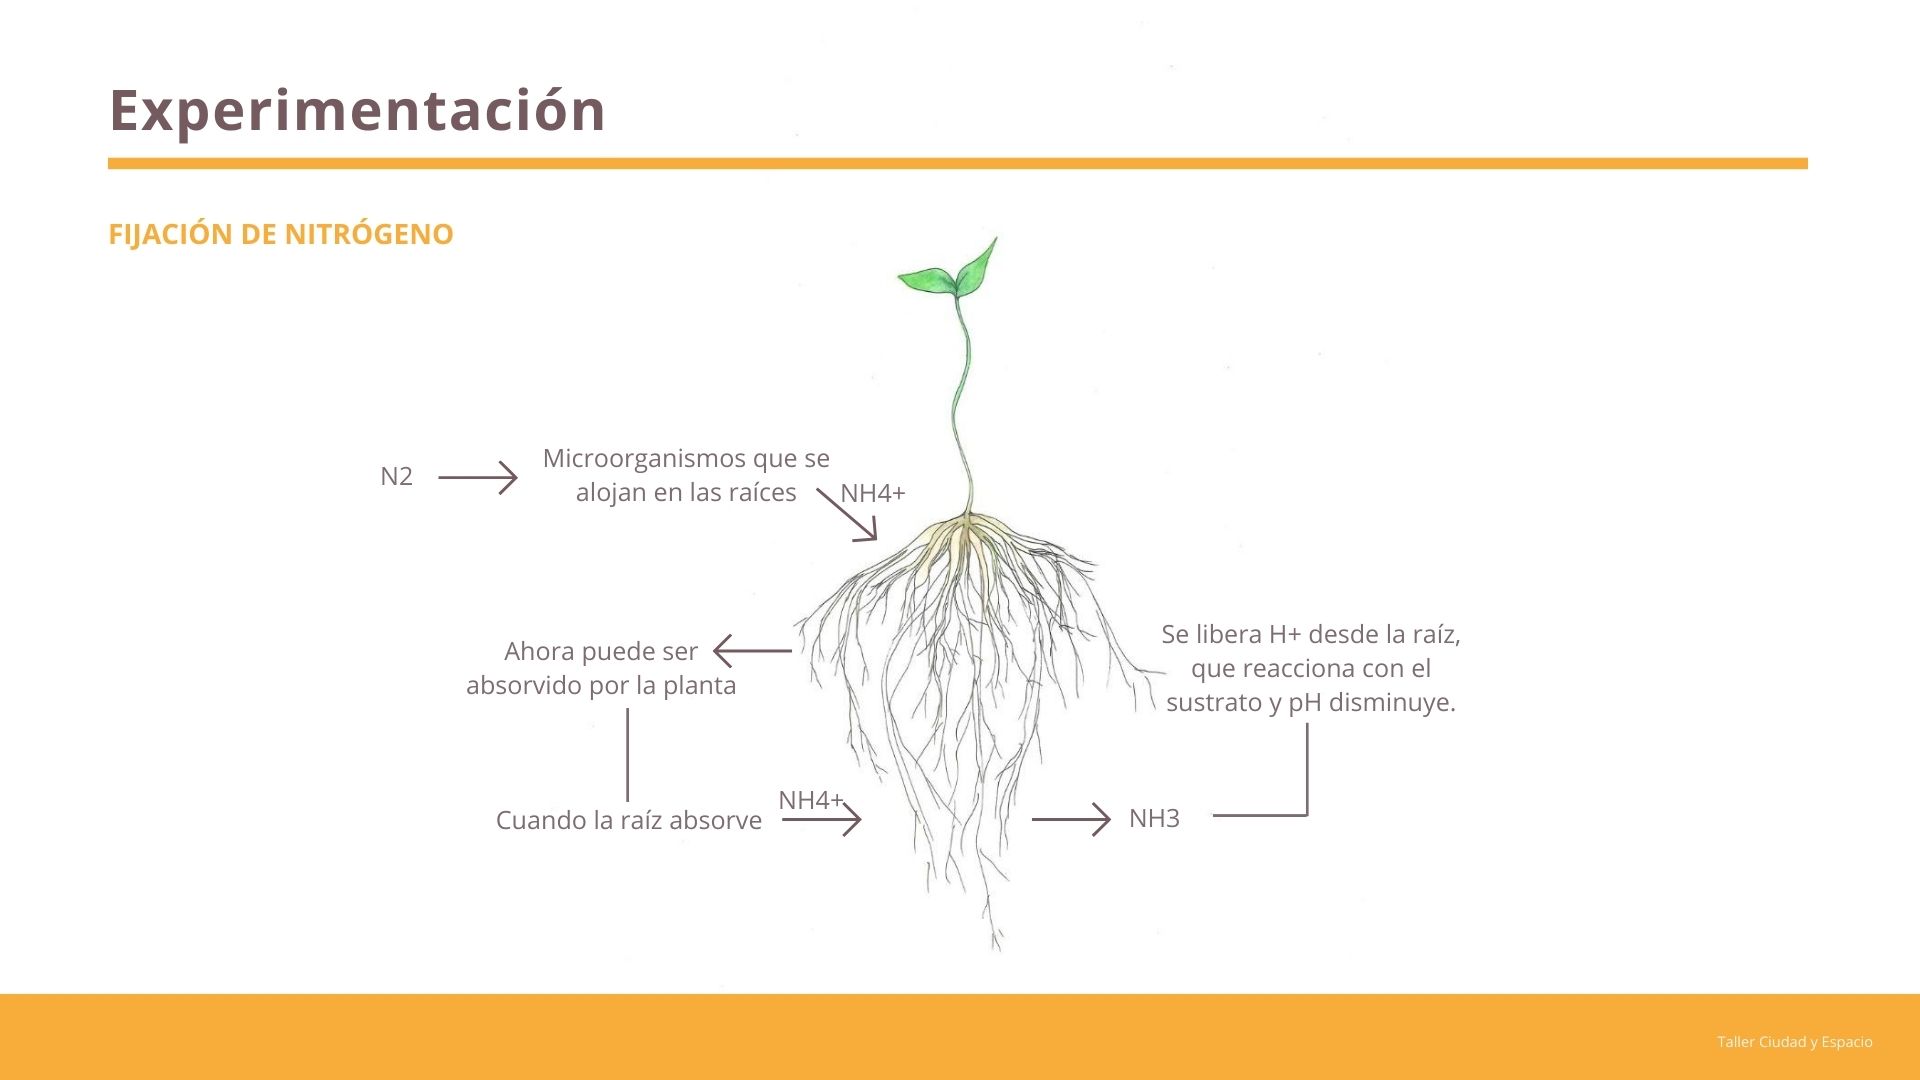 Experimentación
FIJACIÓN DE NITRÓGENO
N2
Microorganismos que se
alojan en las raíces
NH4+
Ahora puede ser
absorvido por la planta
Cuando la raíz absorve
NH4+
NH3
Se libera H+ desde la raíz,
que reacciona con el
sustrato y pH disminuye.
Taller Ciudad y Espacio